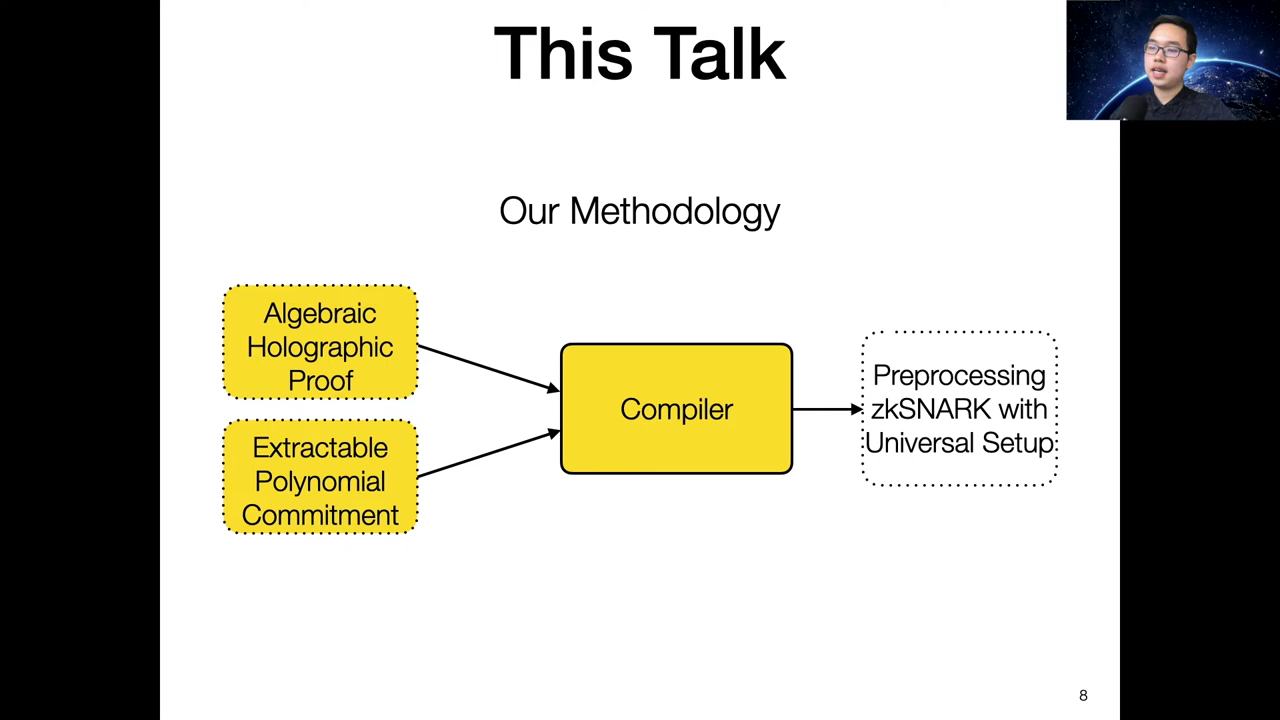 This Talk
Our Methodology
Algebraic
Holographic
Proof
Extractable
Polynomial
Commitment
Compiler
Preprocessing
zkSNARK with
Universal Setup
8